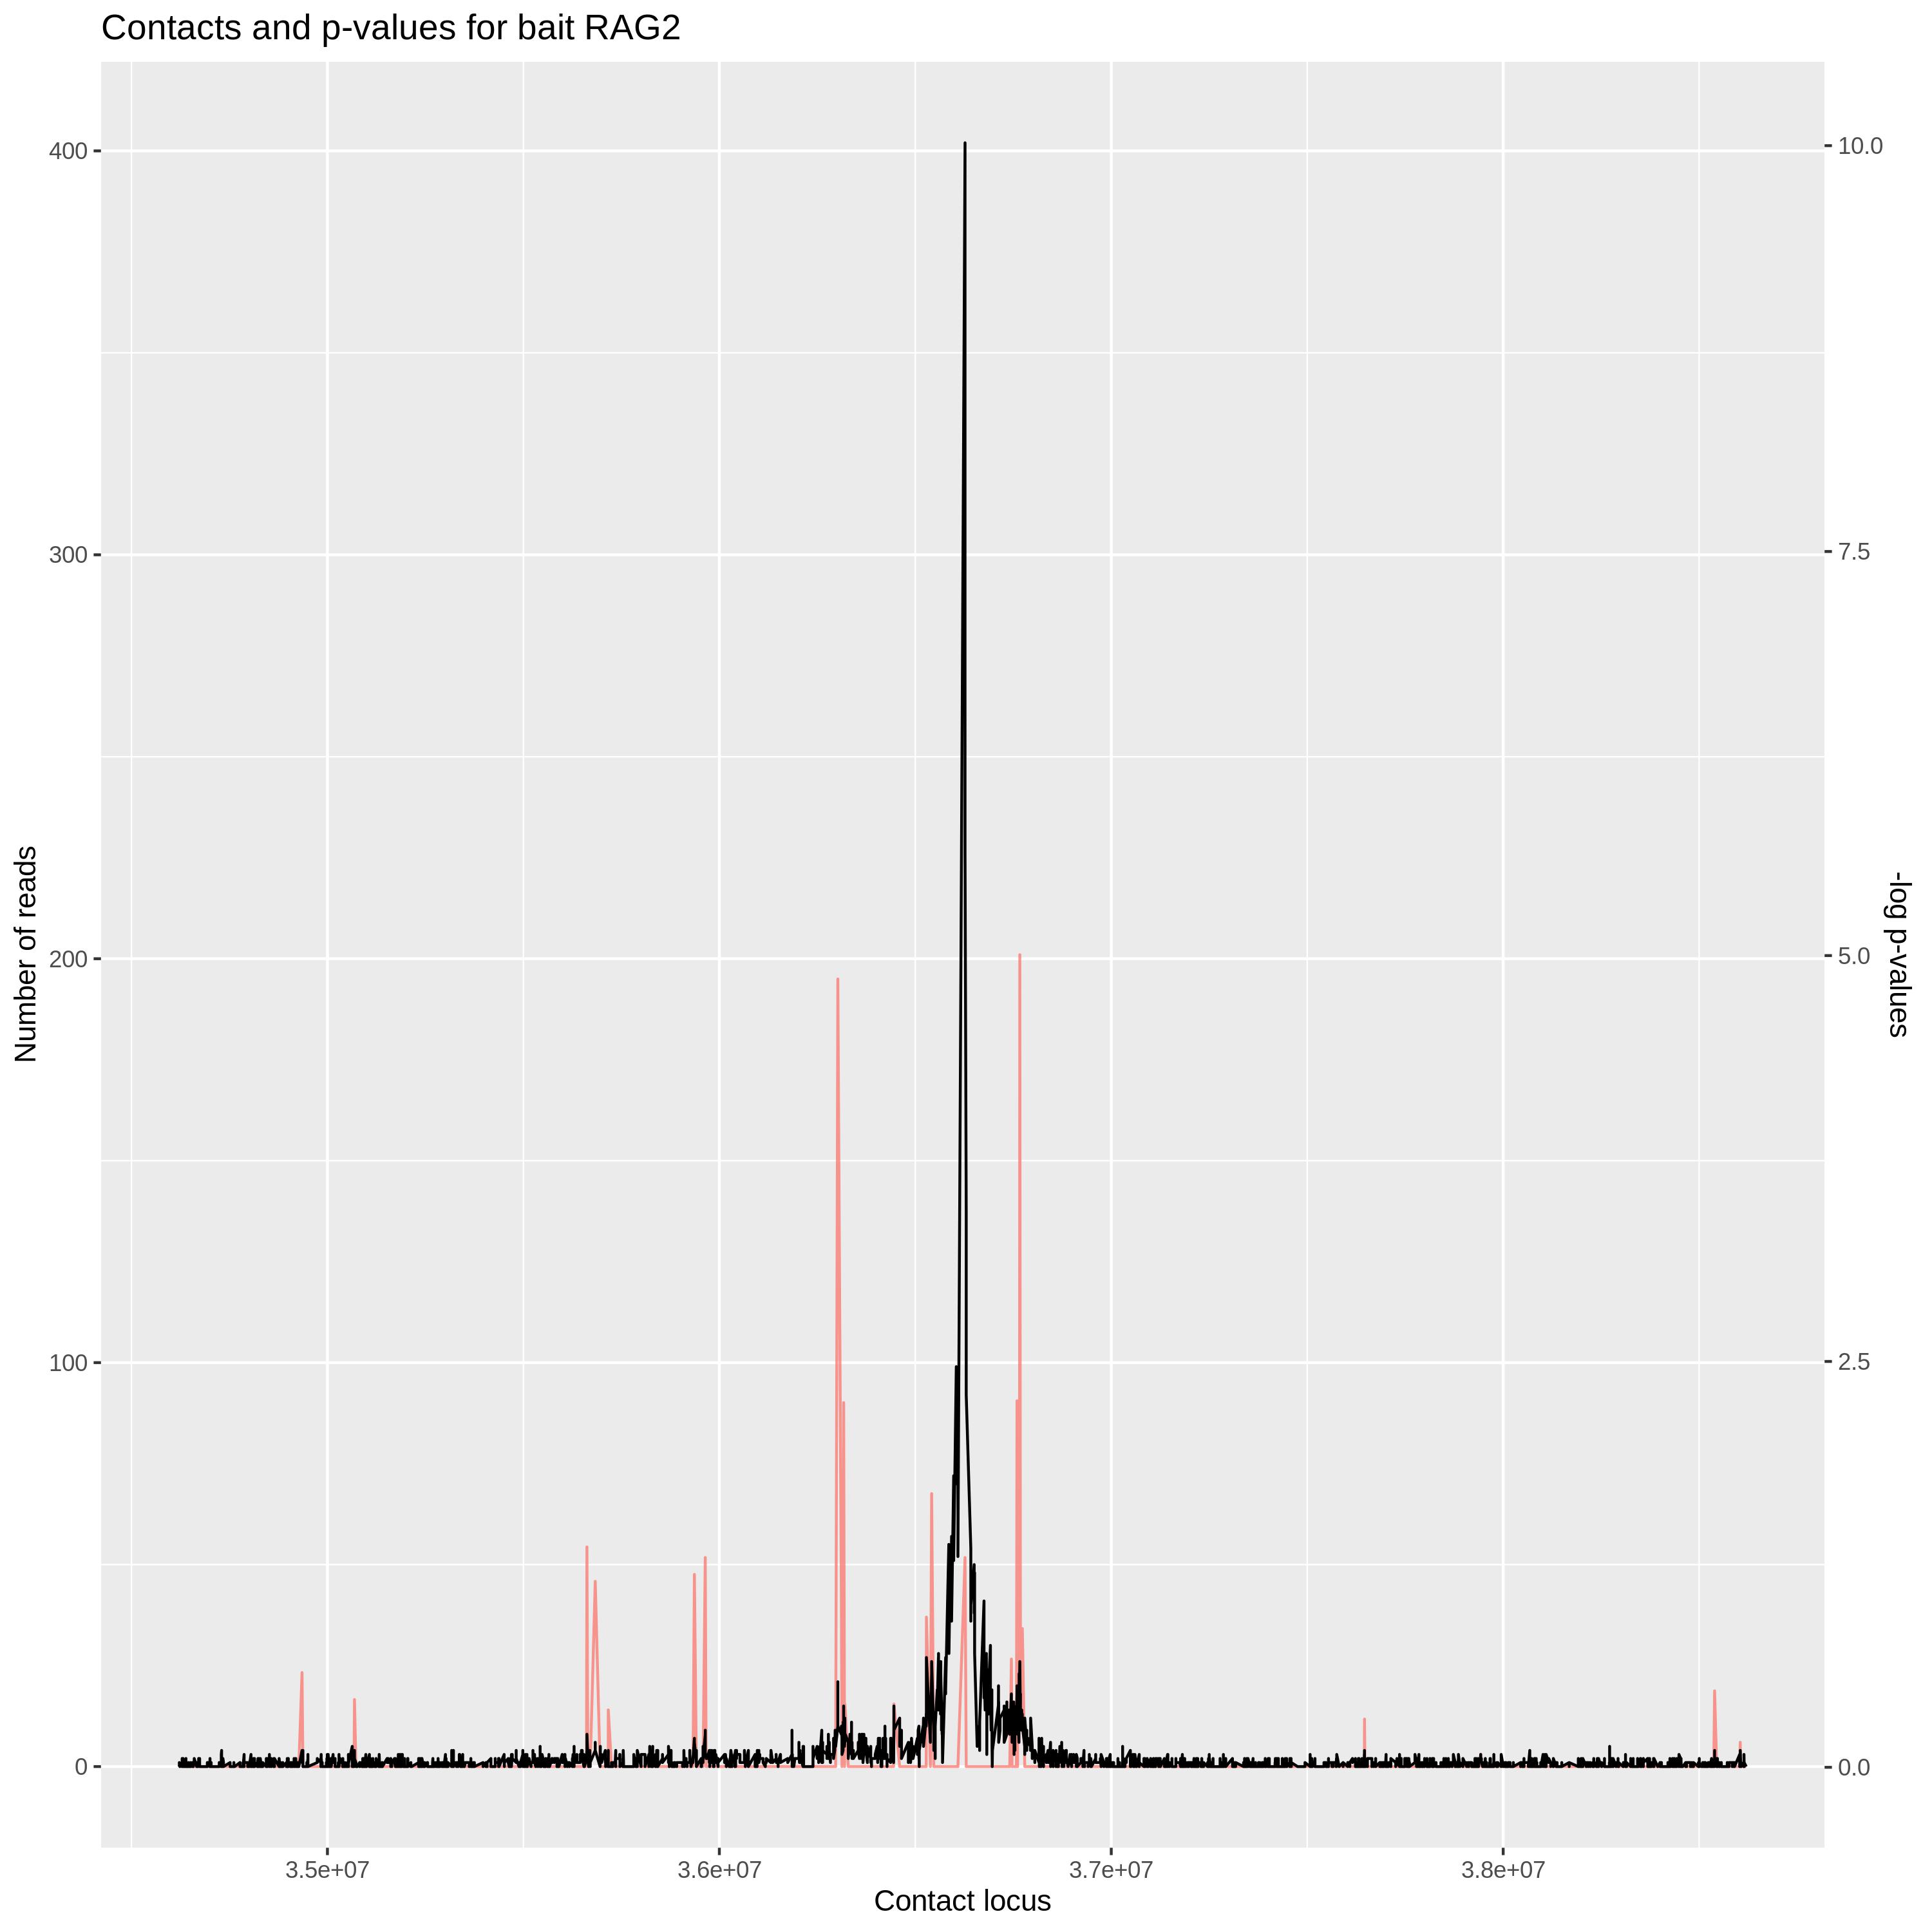 Contacts and p-values for bait RAG2
400
300
200
100
0
10.0
7.5
5.0
2.5
0.0
Number of reads
-log p-values
3.5e+07 3.6e+07 3.7e+07 3.8e+07
Contact locus